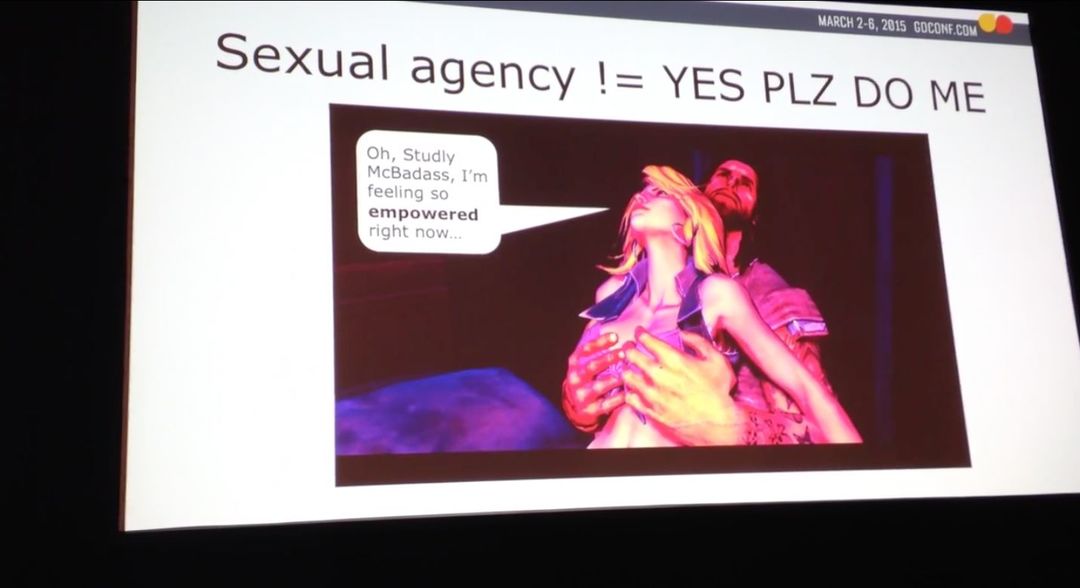 MARCH 2-6, 2015 GDCONF.COM
Sexual agency != YES PLZ DO ME
Oh, Studly
McBadass, I'm
feeling so
empowered
right now...